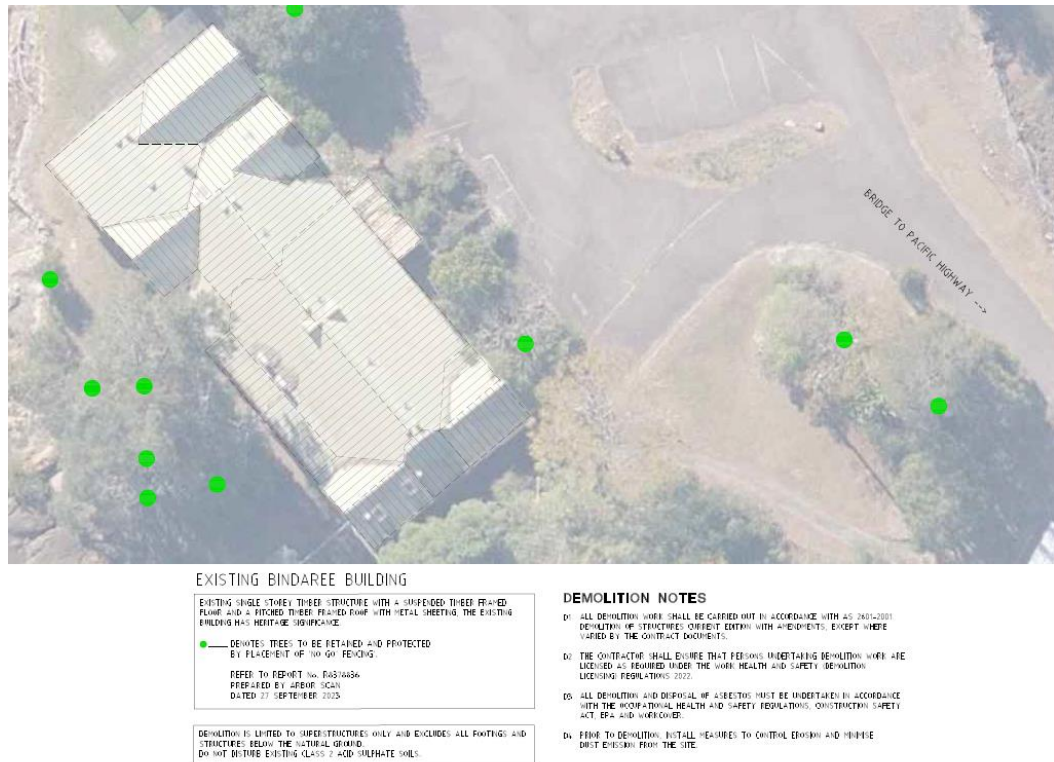 BRIDGE TO PACIFIC HIGHWAY -->
EXISTING BINDAREE BUILDING
EXISTING SINGLE STOREY TIMBER STRUCTURE WITH A SUSPENDED TIMBER FRAMED
FLOOR AND A PITCHED TIMBER FRAMED ROOF WITH METAL SHEETING, THE EXISTING
BUILDING HAS HERITAGE SIGNIFICANCE.
DENOTES TREES TO BE RETAINED AND PROTECTED
BY PLACEMENT OF 'NO GO' FENCING.
REFER TO REPORT No.
PREPARED BY ARBOR SCAN
DATED 27 SEPTEMBER 2023
DEMOLITION IS LIMITED TO SUPERSTRUCTURES ONLY AND EXCLUDES ALL FOOTINGS AND
STRUCTURES BELOW THE NATURAL GROUND.
DO NOT DISTURB EXISTING CLASS 2 ACID SULPHATE SOILS.
DEMOLITION NOTES
D1 ALL DEMOLITION WORK SHALL BE CARRIED OUT IN ACCORDANCE WITH AS 2601-2001
DEMOLITION OF STRUCTURES CURRENT EDITION WITH AMENDMENTS, EXCEPT WHERE
VARIED BY THE CONTRACT DOCUMENTS.
D2 THE CONTRACTOR SHALL ENSURE THAT PERSONS UNDERTAKING DEMOLITION WORK ARE
LICENSED AS REQUIRED UNDER THE WORK HEALTH AND SAFETY (DEMOLITION
LICENSING) REGULATIONS 2022.
D3 ALL DEMOLITION AND DISPOSAL OF ASBESTOS MUST BE UNDERTAKEN IN ACCORDANCE
WITH THE OCCUPATIONAL HEALTH AND SAFETY REGULATIONS, CONSTRUCTION SAFETY
ACT, EPA AND WORKCOVER.
D4 PRIOR TO DEMOLITION, INSTALL MEASURES TO CONTROL EROSION AND MINIMISE
DUST EMISSION FROM THE SITE.